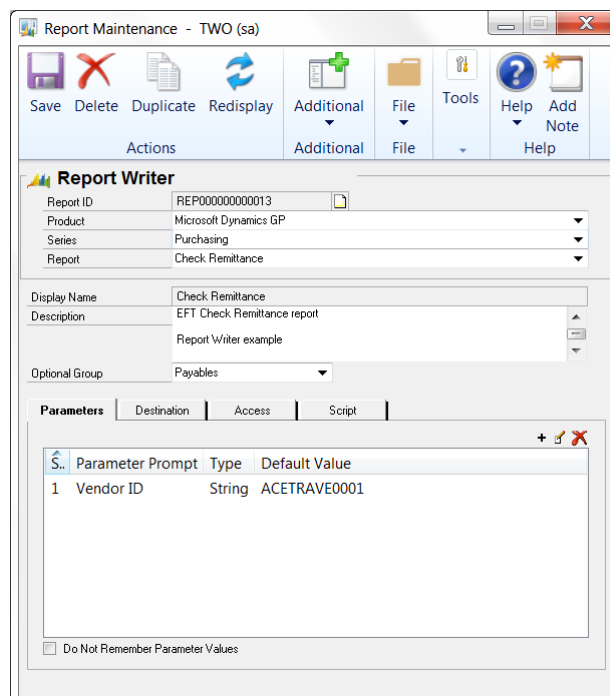 Report Maintenance - TWO (sa)
Save Delete Duplicate Redisplay Additional File Tools Help Add Note
Actions Additional File Help
Report Writer
Report ID REP000000000013
Product Microsoft Dynamics GP
Series Purchasing
Report Check Remittance
Display Name Check Remittance
Description EFT Check Remittance report
Report Writer example
Optional Group Payables
Parameters Destination Access Script
S.. Parameter Prompt Type Default Value
1 Vendor ID String ACETRAVE0001
Do Not Remember Parameter Values